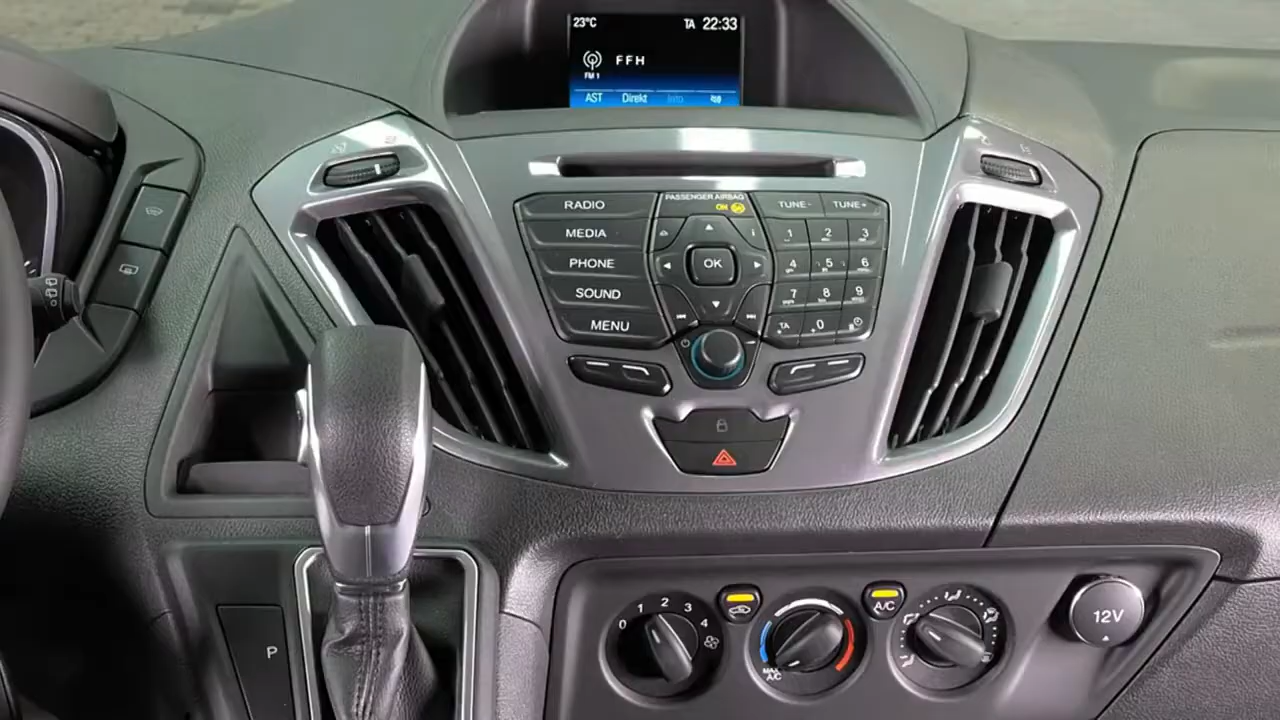 23°C TA 22:33
FFH
FM 1
AST Direkt Info
RADIO
MEDIA
PHONE
SOUND
MENU
PASSENGER AIRBAG
ON
OK
i
TUNE- TUNE+
1 2 3
4 5 6
7 8 9
TA 0
P
0 1 2 3 4
MAX
A/C
A/C
12V